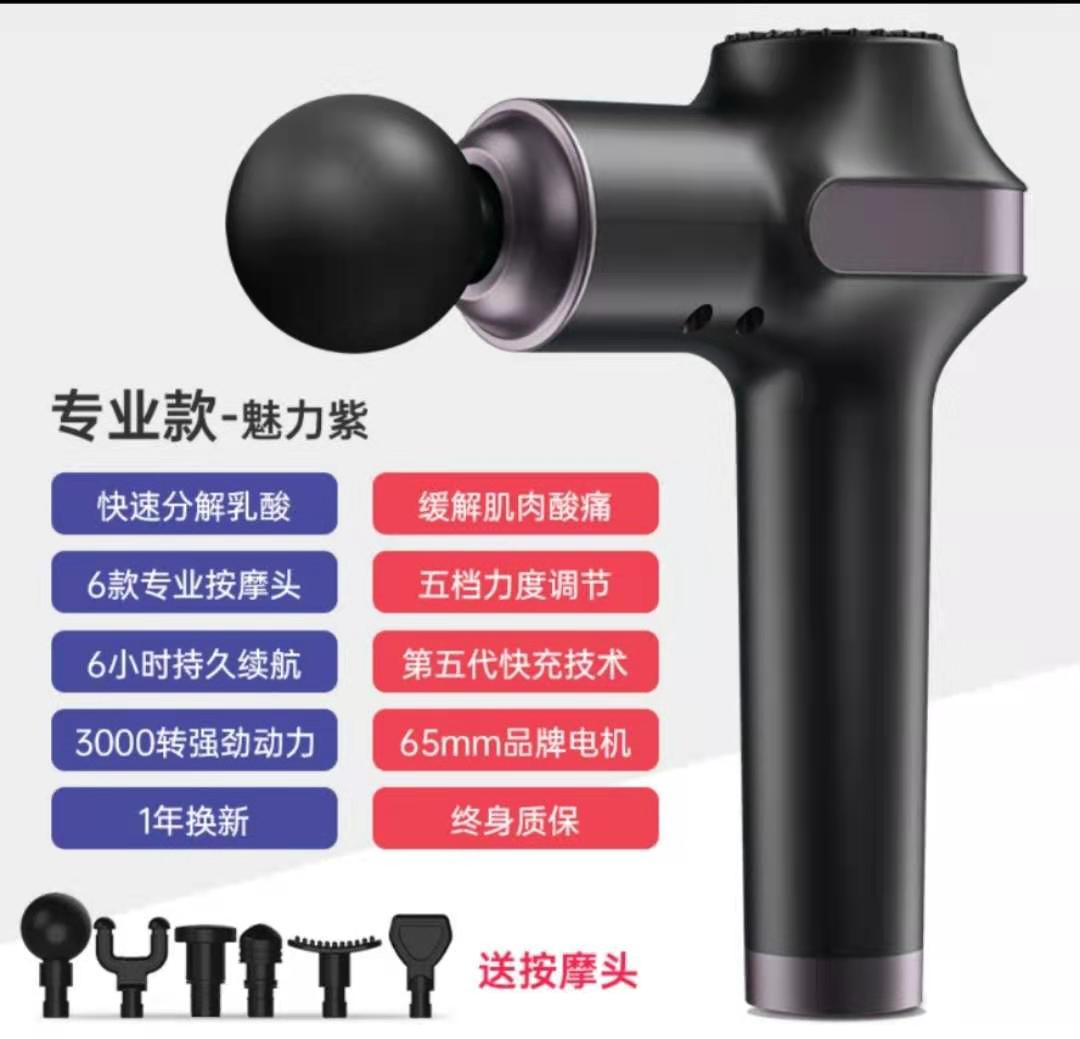 专业款-魅力紫
快速分解乳酸
缓解肌肉酸痛
6款专业按摩头
五档力度调节
6小时持久续航
第五代快充技术
3000转强劲动力
65mm品牌电机
1年换新
终身质保
送按摩头